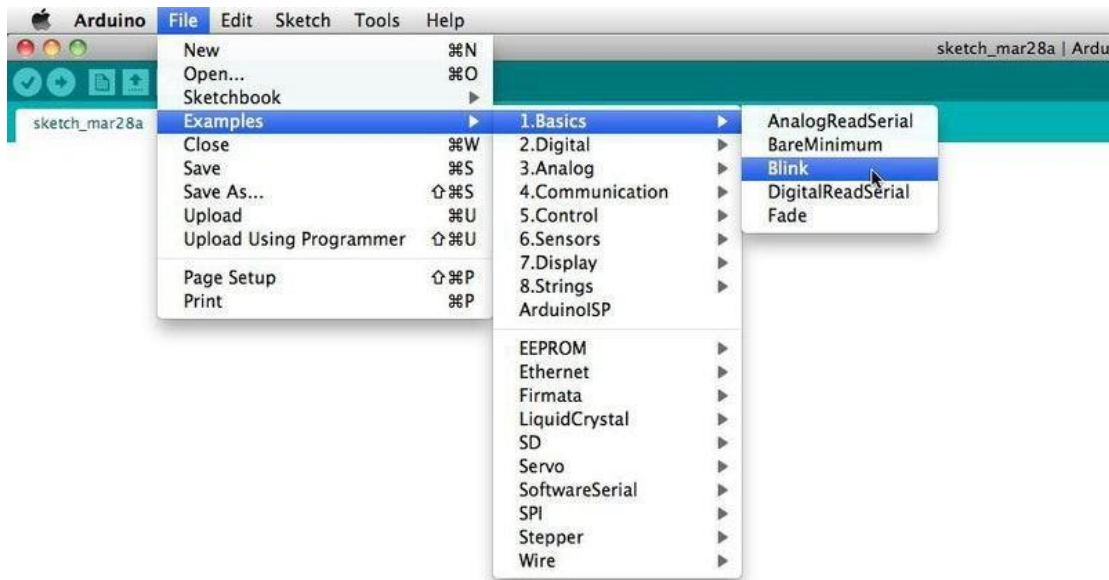 Arduino File Edit Sketch Tools Help
sketch_mar28a | Ardu
sketch_mar28a
New ⌘N
Open... ⌘O
Sketchbook
Examples
Close ⌘W
Save ⌘S
Save As... ⇧⌘S
Upload ⌘U
Upload Using Programmer ⇧⌘U
Page Setup ⇧⌘P
Print ⌘P
1.Basics
2.Digital
3.Analog
4.Communication
5.Control
6.Sensors
7.Display
8.Strings
ArduinoISP
EEPROM
Ethernet
Firmata
LiquidCrystal
SD
Servo
SoftwareSerial
SPI
Stepper
Wire
AnalogReadSerial
BareMinimum
Blink
DigitalReadSerial
Fade